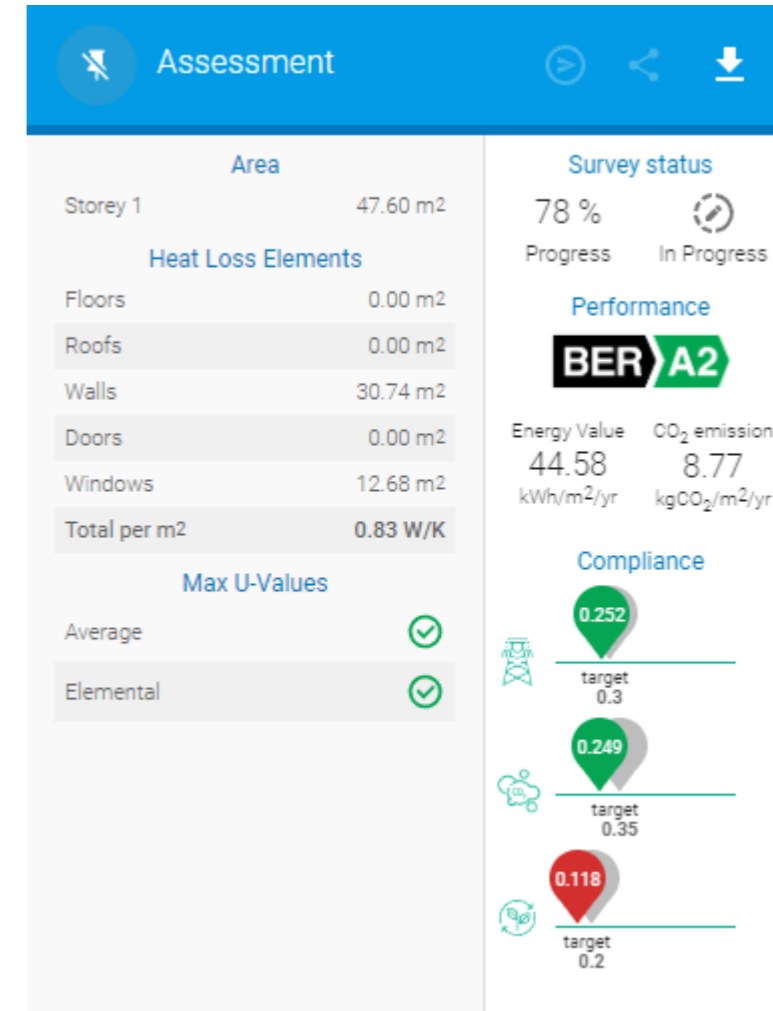 Assessment
Area
Storey 1 47.60 m2
Heat Loss Elements
Floors 0.00 m2
Roofs 0.00 m2
Walls 30.74 m2
Doors 0.00 m2
Windows 12.68 m2
Total per m2 0.83 W/K
Max U-Values
Average
Elemental
Survey status
78 %
Progress In Progress
Performance
BER A2
Energy Value CO₂ emission
44.58 8.77
kWh/m²/yr kgCO₂/m²/yr
Compliance
0.252
target
0.3
0.249
CO₂
target
0.35
0.118
target
0.2